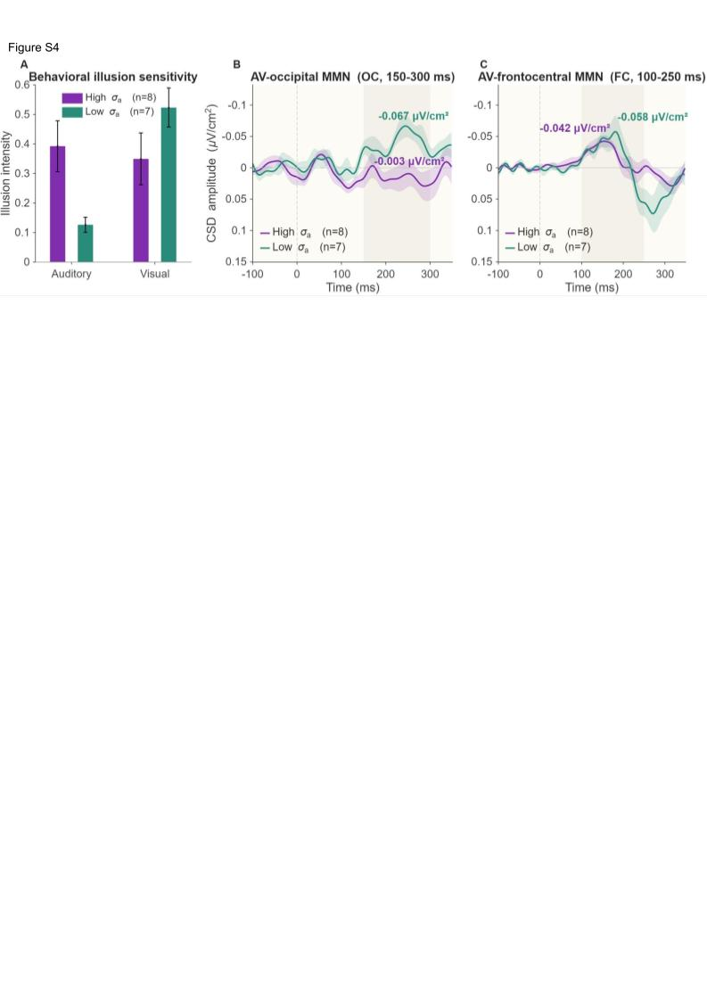 Figure S4
A
Behavioral illusion sensitivity
High σa (n=8)
Low σa (n=7)
Illusion intensity
0.6
0.5
0.4
0.3
0.2
0.1
0
Auditory
Visual
B
AV-occipital MMN (OC, 150-300 ms)
CSD amplitude (µV/cm²)
-0.1
-0.05
0
0.05
0.1
0.15
-0.067 µV/cm²
-0.003 µV/cm²
High σa (n=8)
Low σa (n=7)
-100 0 100 200 300
Time (ms)
C
AV-frontocentral MMN (FC, 100-250 ms)
-0.1
-0.05
0
0.05
0.1
0.15
-0.042 µV/cm²
-0.058 µV/cm²
High σa (n=8)
Low σa (n=7)
-100 0 100 200 300
Time (ms)